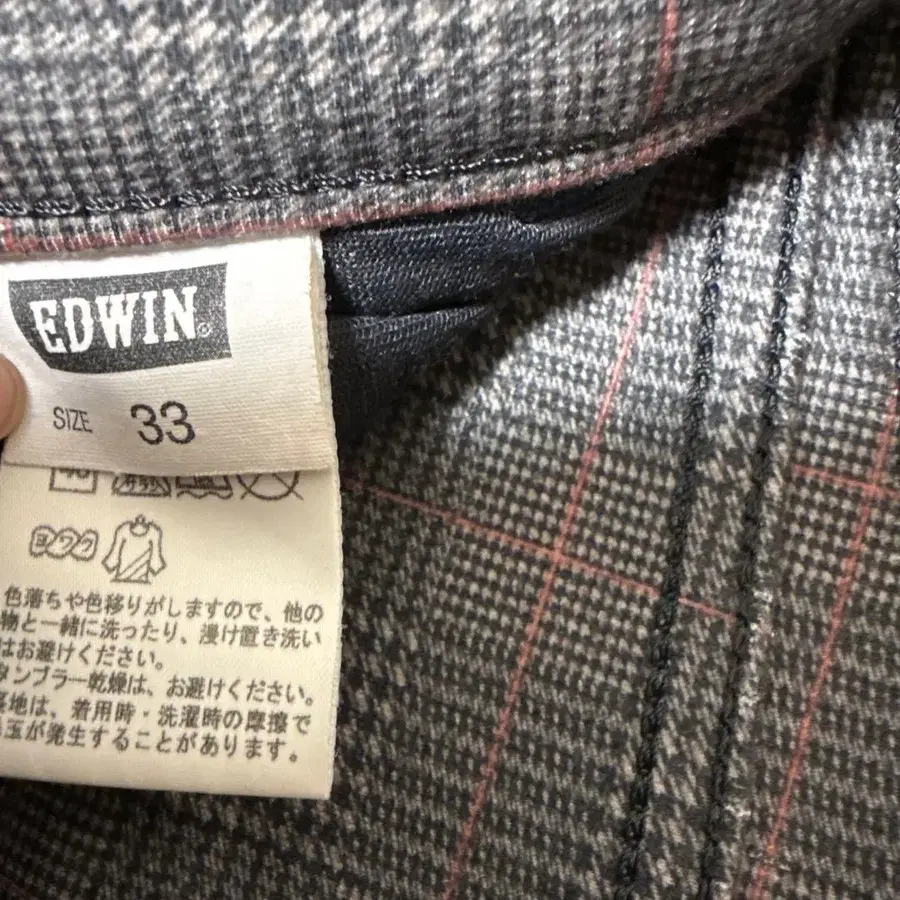 EDWIN
SIZE 33
ヨワク
色落ちや色移りがしますので、他の
物と一緒に洗ったり、浸け置き洗い
はお避けください。
タンブラー乾燥は、お避けください。
地は、着用時・洗濯時の摩擦で
玉が発生することがあります。